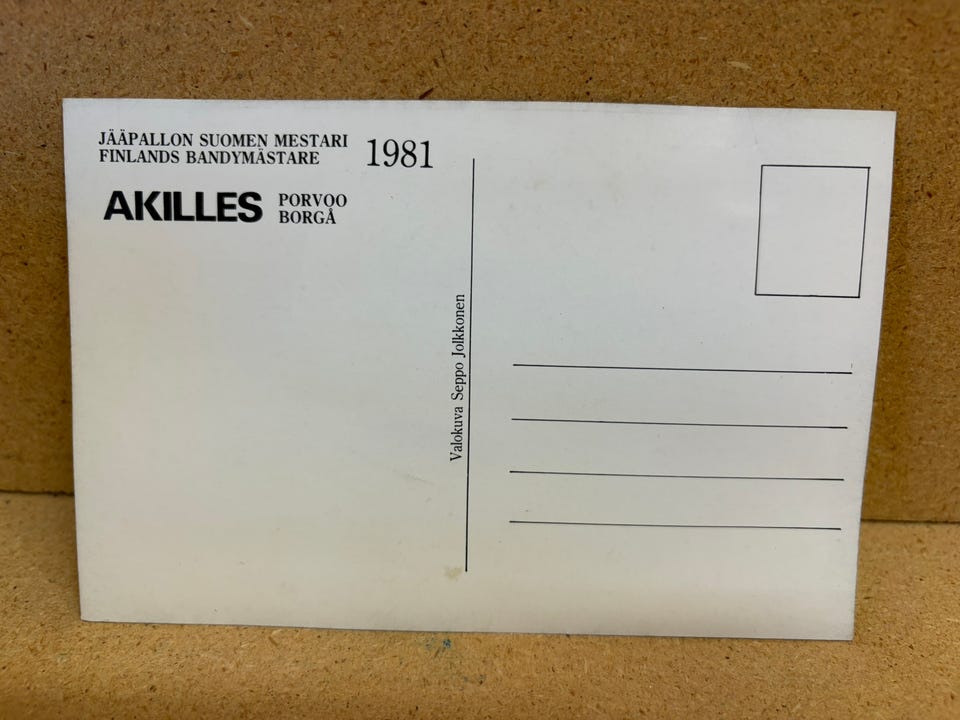 JÄÄPALLON SUOMEN MESTARI
FINLANDS BANDYMÄSTARE 1981
AKILLES PORVOO
BORGÅ
Valokuva Seppo Jolkkonen